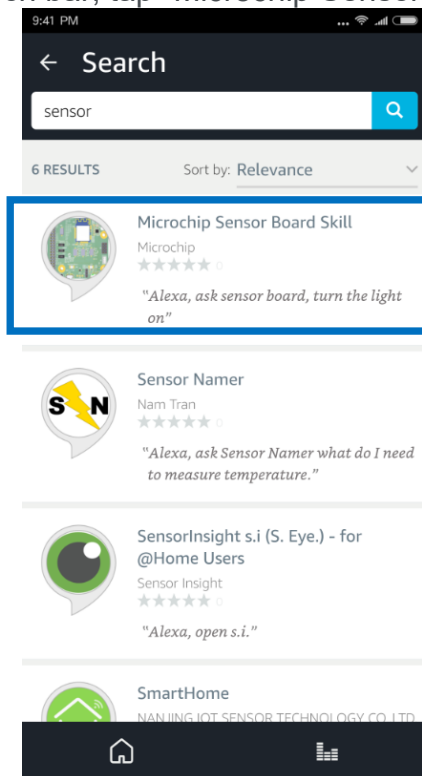 9:41 PM
← Search
sensor
6 RESULTS Sort by: Relevance
Microchip Sensor Board Skill
Microchip
0
"Alexa, ask sensor board, turn the light
on"
Sensor Namer
Nam Tran
0
S N
"Alexa, ask Sensor Namer what do I need
to measure temperature."
SensorInsight s.i (S. Eye.) - for
@Home Users
Sensor Insight
0
"Alexa, open s.i."
SmartHome
NANJING IOT SENSOR TECHNOLOGY CO LTD